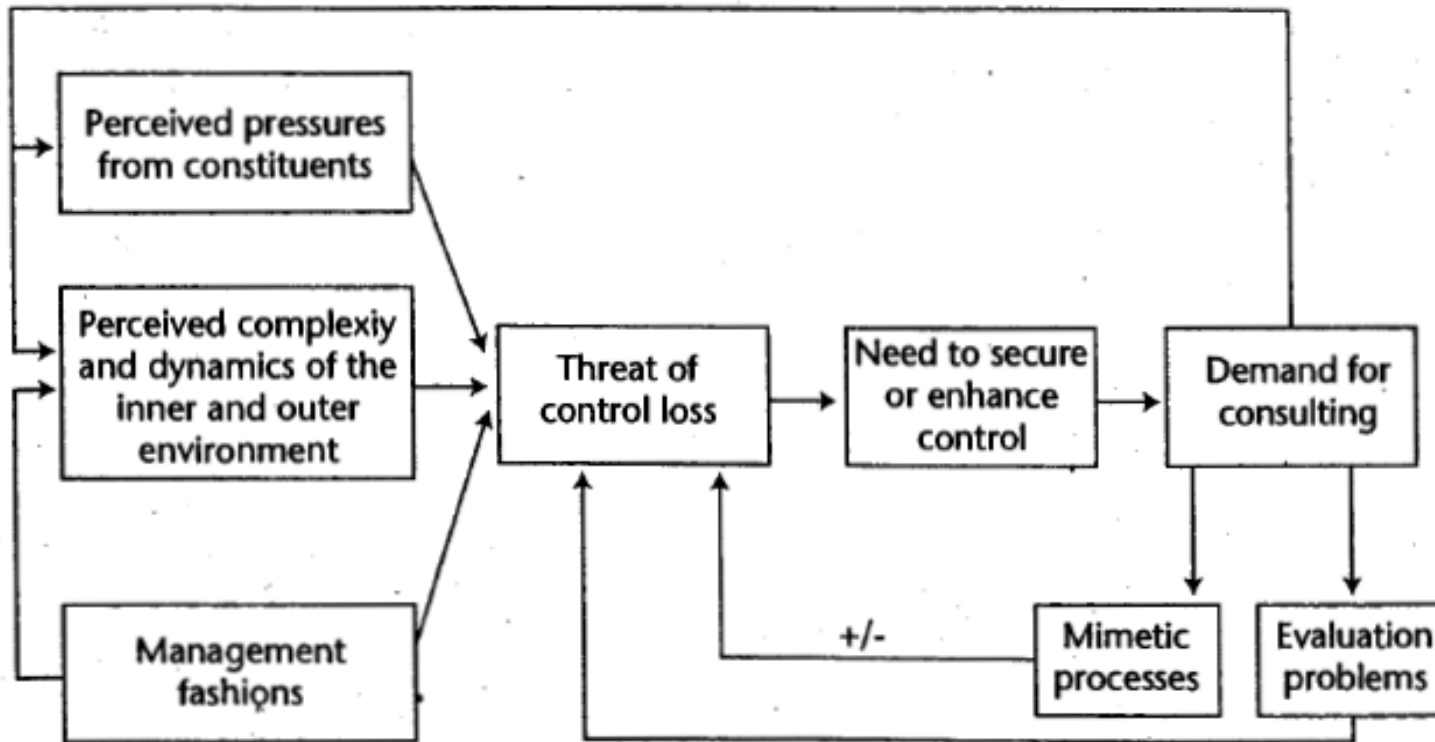 Perceived pressures
from constituents
Perceived complexiy
and dynamics of the
inner and outer
environment
Management
fashions
Threat of
control loss
Need to secure
or enhance
control
Demand for
consulting
+/-
Mimetic
processes
Evaluation
problems